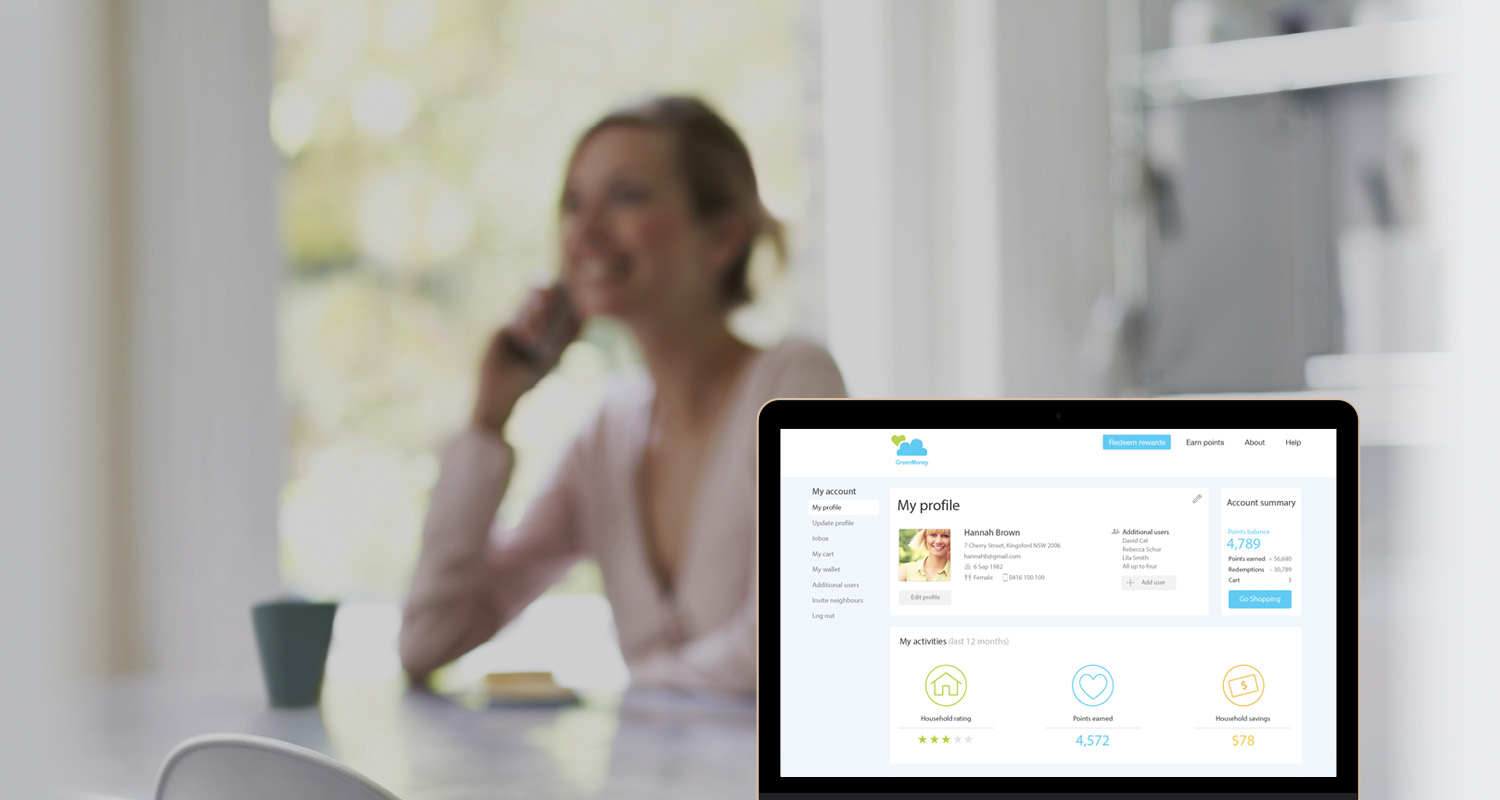 GreenMoney
Redeem rewards
Earn points
About
Help
My account
My profile
Update profile
Inbox
My cart
My wallet
Additional users
Invite neighbours
Log out
My profile
Hannah Brown
7 Cherry Street, Kingsford NSW 2006
hannahb@gmail.com
6 Sep 1982
Female 0416 100 100
Edit profile
Additional users
David Cat
Rebecca Schur
Lila Smith
All up to four
+ Add user
Account summary
Points balance
4,789
Points earned + 56,680
Redemptions - 30,789
Cart 3
Go Shopping
My activities (last 12 months)
Household rating
Points earned
4,572
$
Household savings
$78